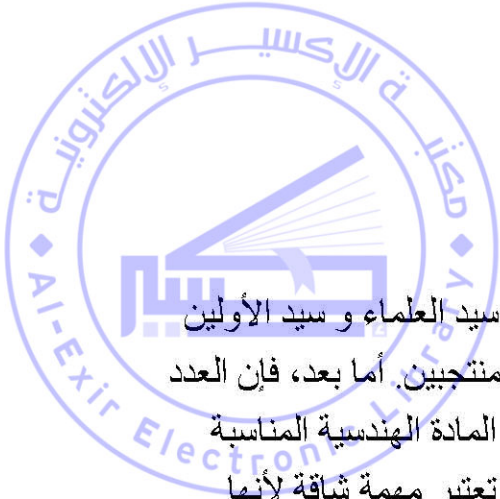 مكتبة الإكسير الإلكترونية
سيد العلماء و سيد الأولين
منتجبين. أما بعد، فإن العدد
المادة الهندسية المناسبة
تعتبر مهمة شاقة لأنها
Al-Exir Electronic Library